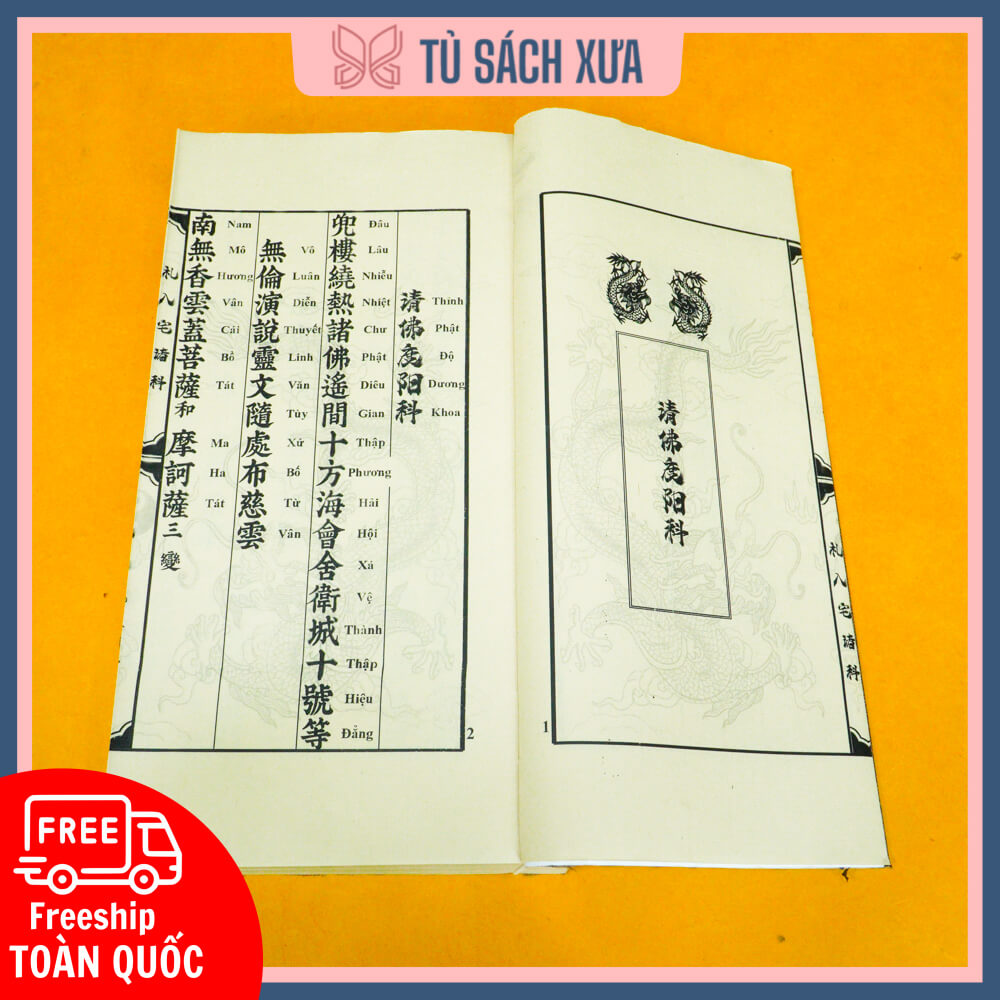 TỦ SÁCH XƯA
请佛度阳科
礼八宅科
1
请佛度阳科
Thỉnh Phật Độ Dương Khoa
兜樓繞熱諸佛遙間十方海會舍衛城十號等
Đâu Lâu Nhiễu Nhiệt Chư Phật Diêu Gian Thập Phương Hải Hội Xá Vệ Thành Thập Hiệu Đẳng
無倫演說靈文隨處布慈雲
Vô Luân Diễn Thuyết Linh Văn Tùy Xứ Bố Từ Vân
南無香雲蓋菩薩和摩訶薩三變
Nam Mô Hương Vân Cái Bồ Tát Ma Ha Tát
礼八宅科
2
FREE
Freeship
TOÀN QUỐC